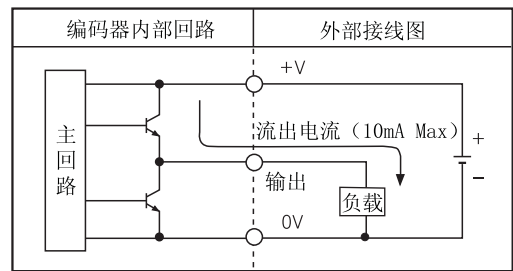 编码器内部回路
外部接线图
+V
主回路
流出电流（10mA Max）
+
-
输出
负载
0V